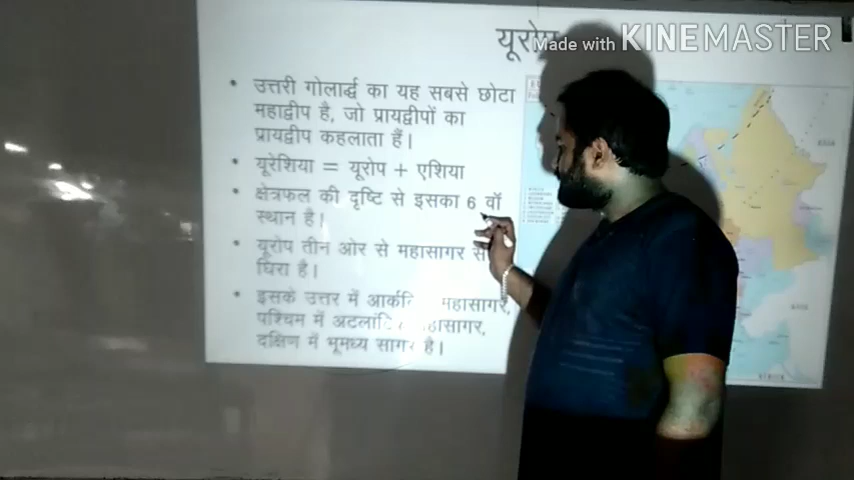 यूरोप
Made with KINEMASTER
• उत्तरी गोलार्द्ध का यह सबसे छोटा
महाद्वीप है, जो प्रायद्वीपों का
प्रायद्वीप कहलाता हैं।
• यूरेशिया = यूरोप + एशिया
• क्षेत्रफल की दृष्टि से इसका 6 वॉ
स्थान है।
• यूरोप तीन ओर से महासागर से
घिरा है।
• इसके उत्तर में महासागर,
पश्चिम में
दक्षिण में भूमध्य सागर है।